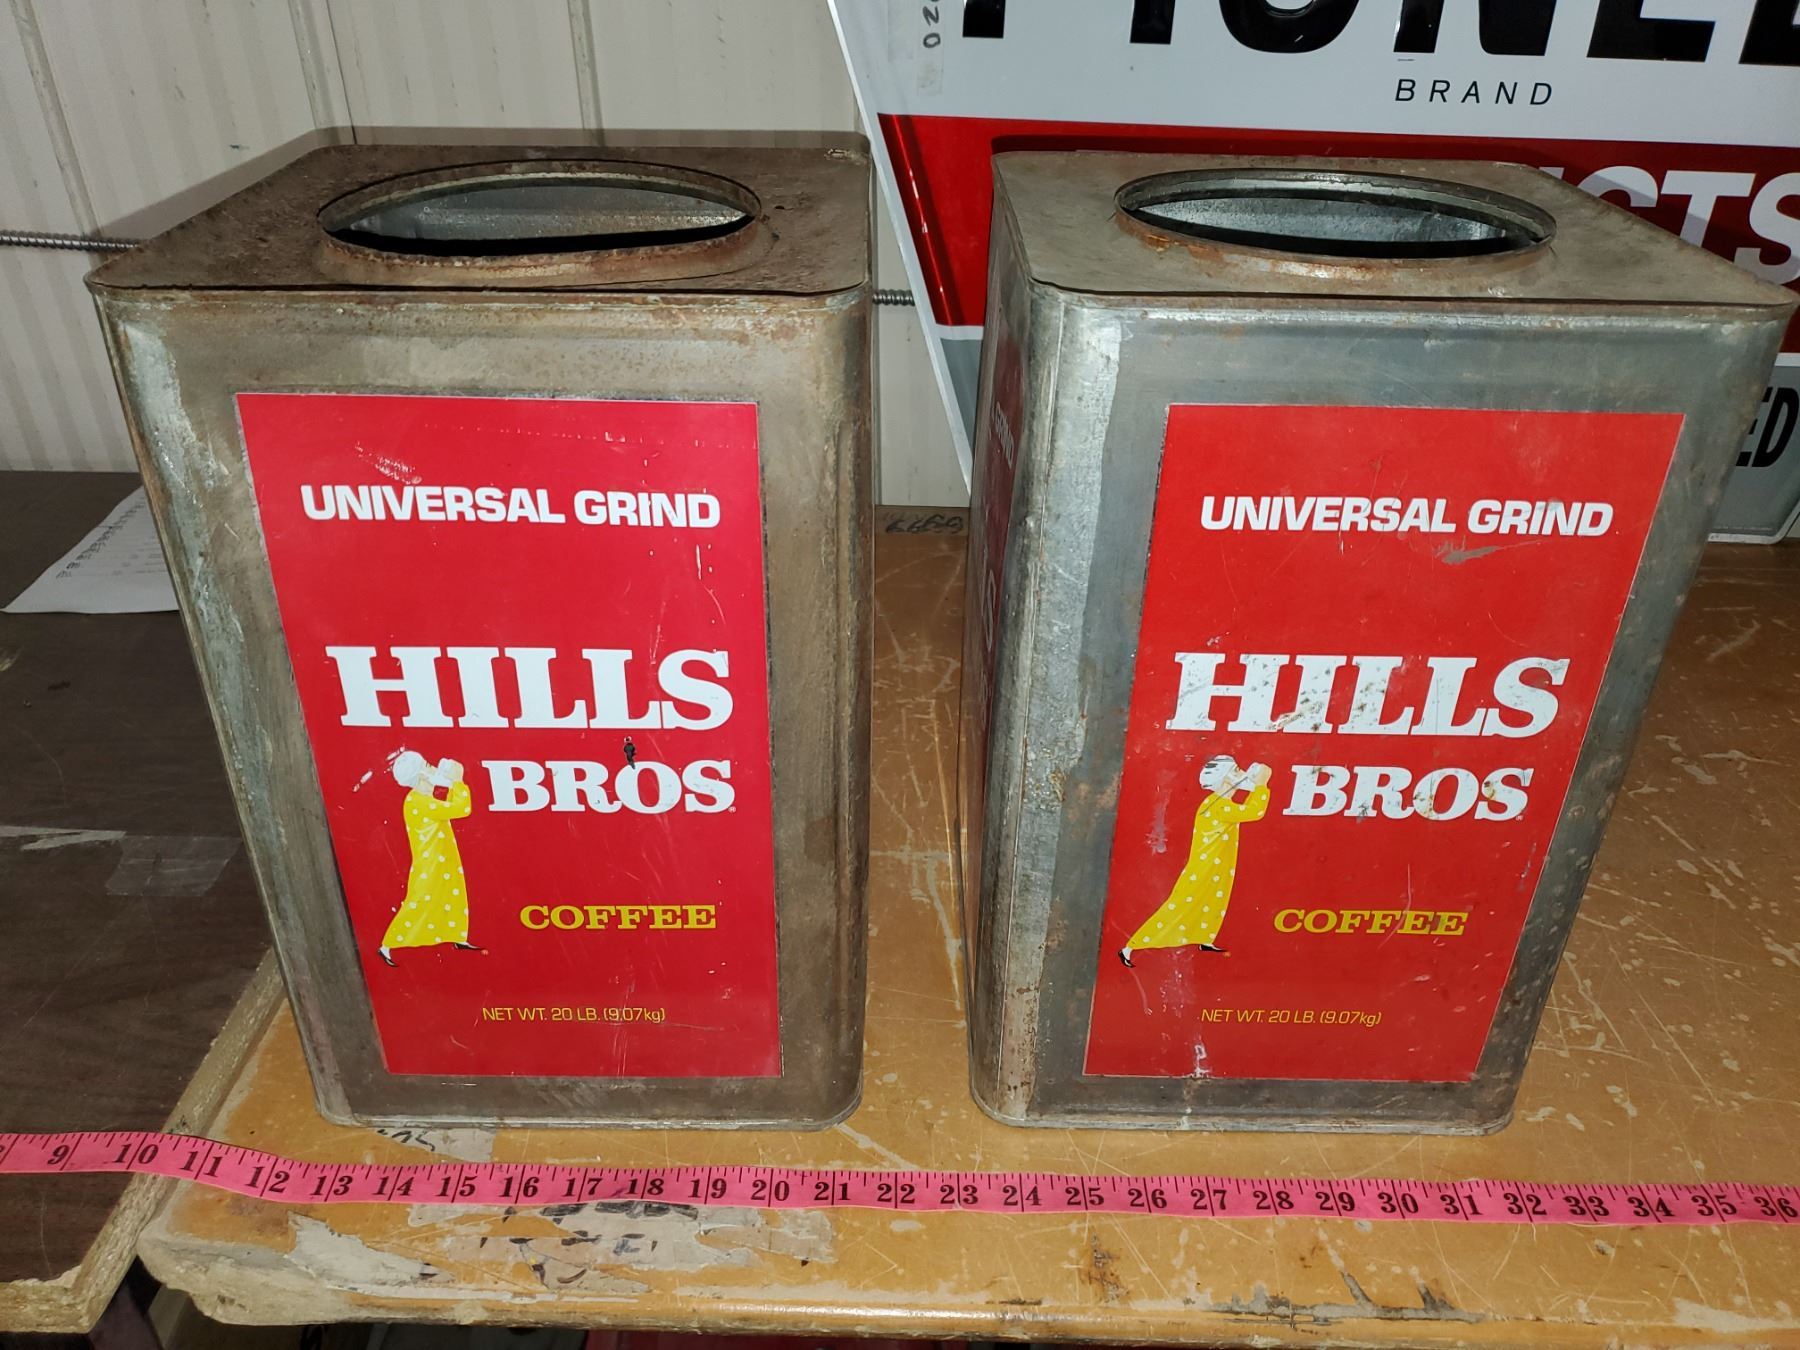 BRAND
UNIVERSAL GRIND
HILLS
BROS®
COFFEE
NET WT. 20 LB. (9.07kg)
UNIVERSAL GRIND
HILLS
BROS®
COFFEE
NET WT. 20 LB. (9.07kg)
9 10 11 12 13 14 15 16 17 18 19 20 21 22 23 24 25 26 27 28 29 30 31 32 33 34 35 36